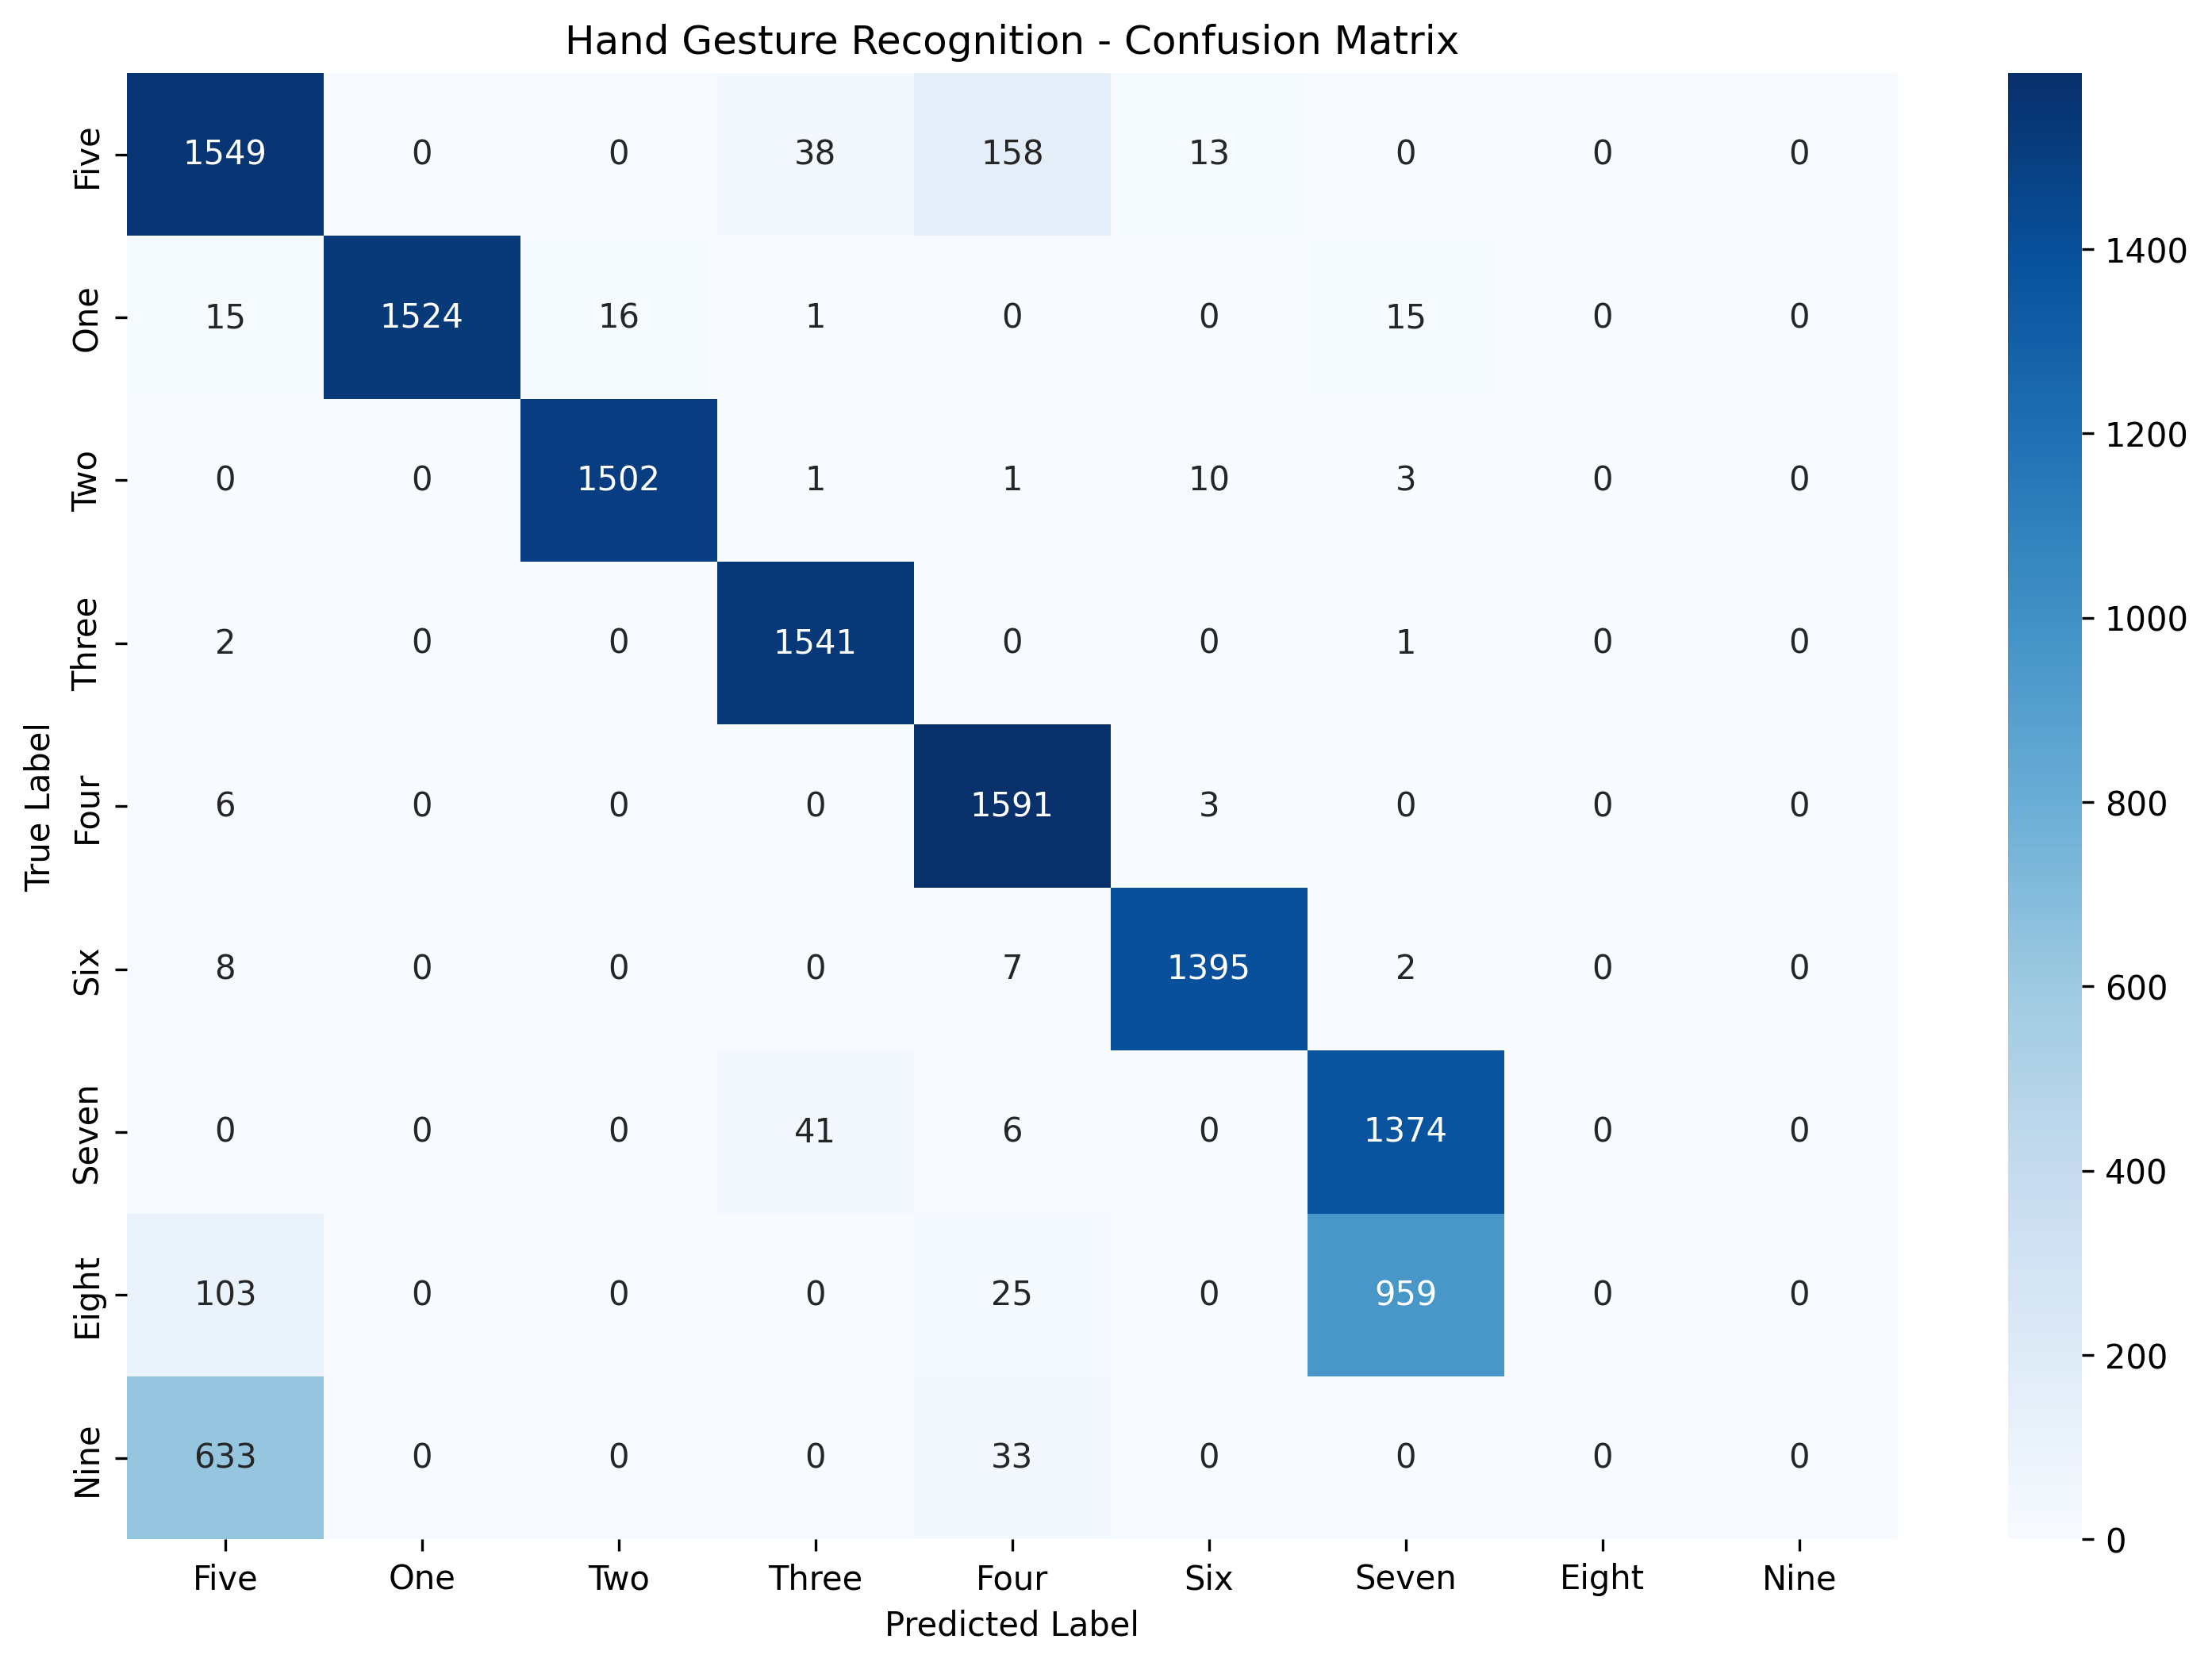 Hand Gesture Recognition - Confusion Matrix
True Label
Five 1549 0 0 38 158 13 0 0 0
One 15 1524 16 1 0 0 15 0 0
Two 0 0 1502 1 1 10 3 0 0
Three 2 0 0 1541 0 0 1 0 0
Four 6 0 0 0 1591 3 0 0 0
Six 8 0 0 0 7 1395 2 0 0
Seven 0 0 0 41 6 0 1374 0 0
Eight 103 0 0 0 25 0 959 0 0
Nine 633 0 0 0 33 0 0 0 0
Five One Two Three Four Six Seven Eight Nine
Predicted Label
1400
1200
1000
800
600
400
200
0